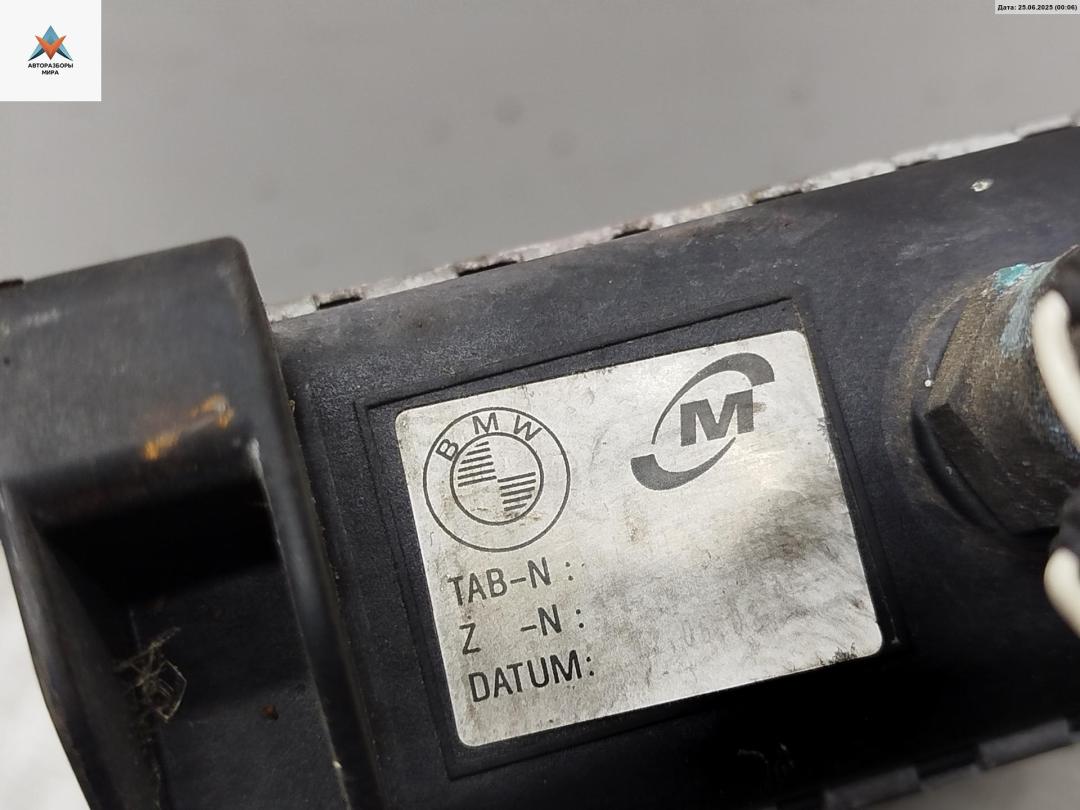 Дата: 25.06.2025 (00:06)
АВТОРАЗБОРЫ
МИРА
BMW
M
TAB-N :
Z -N :
DATUM: